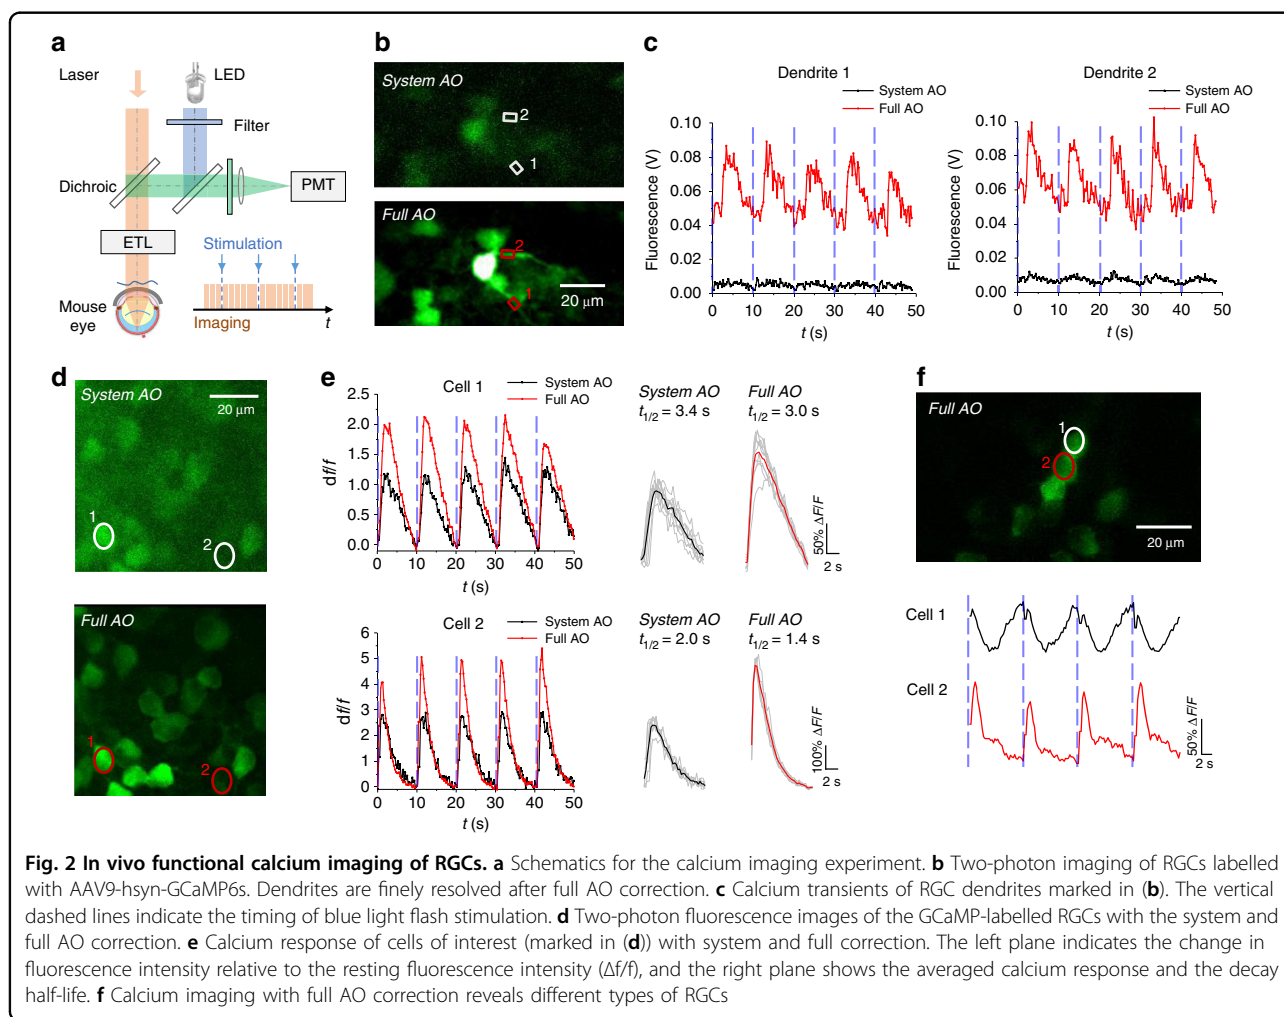 a
Laser
LED
Filter
Dichroic
PMT
ETL
Stimulation
Mouse
eye
Imaging
t
b
System AO
2
1
Full AO
2
1
20 μm
c
Dendrite 1
System AO
Full AO
Fluorescence (V)
0.10
0.08
0.06
0.04
0.02
0.00
0 10 20 30 40 50
t (s)
Dendrite 2
System AO
Full AO
Fluorescence (V)
0.10
0.08
0.06
0.04
0.02
0.00
0 10 20 30 40 50
t (s)
d
System AO
20 μm
1
2
Full AO
1
2
e
Cell 1
System AO
Full AO
df/f
2.5
2.0
1.5
1.0
0.5
0.0
0 10 20 30 40 50
t (s)
System AO
t1/2 = 3.4 s
Full AO
t1/2 = 3.0 s
50% ΔF/F
2 s
Cell 2
System AO
Full AO
df/f
6
5
4
3
2
1
0
0 10 20 30 40 50
t (s)
System AO
t1/2 = 2.0 s
Full AO
t1/2 = 1.4 s
100% ΔF/F
2 s
f
Full AO
1
2
20 μm
Cell 1
Cell 2
50% ΔF/F
2 s
Fig. 2 In vivo functional calcium imaging of RGCs. a Schematics for the calcium imaging experiment. b Two-photon imaging of RGCs labelled
with AAV9-hsyn-GCaMP6s. Dendrites are finely resolved after full AO correction. c Calcium transients of RGC dendrites marked in (b). The vertical
dashed lines indicate the timing of blue light flash stimulation. d Two-photon fluorescence images of the GCaMP-labelled RGCs with the system and
full AO correction. e Calcium response of cells of interest (marked in (d)) with system and full correction. The left plane indicates the change in
fluorescence intensity relative to the resting fluorescence intensity (Δf/f), and the right plane shows the averaged calcium response and the decay
half-life. f Calcium imaging with full AO correction reveals different types of RGCs